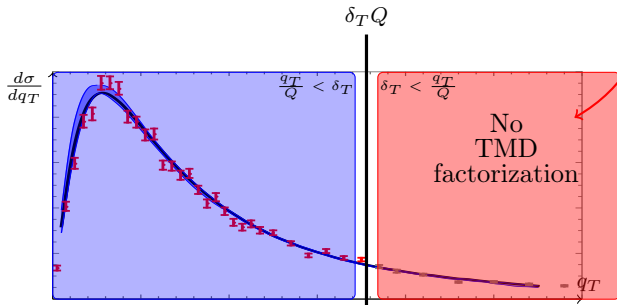 δ_T Q
dσ/dq_T
q_T/Q < δ_T
δ_T < q_T/Q
No
TMD
factorization
q_T